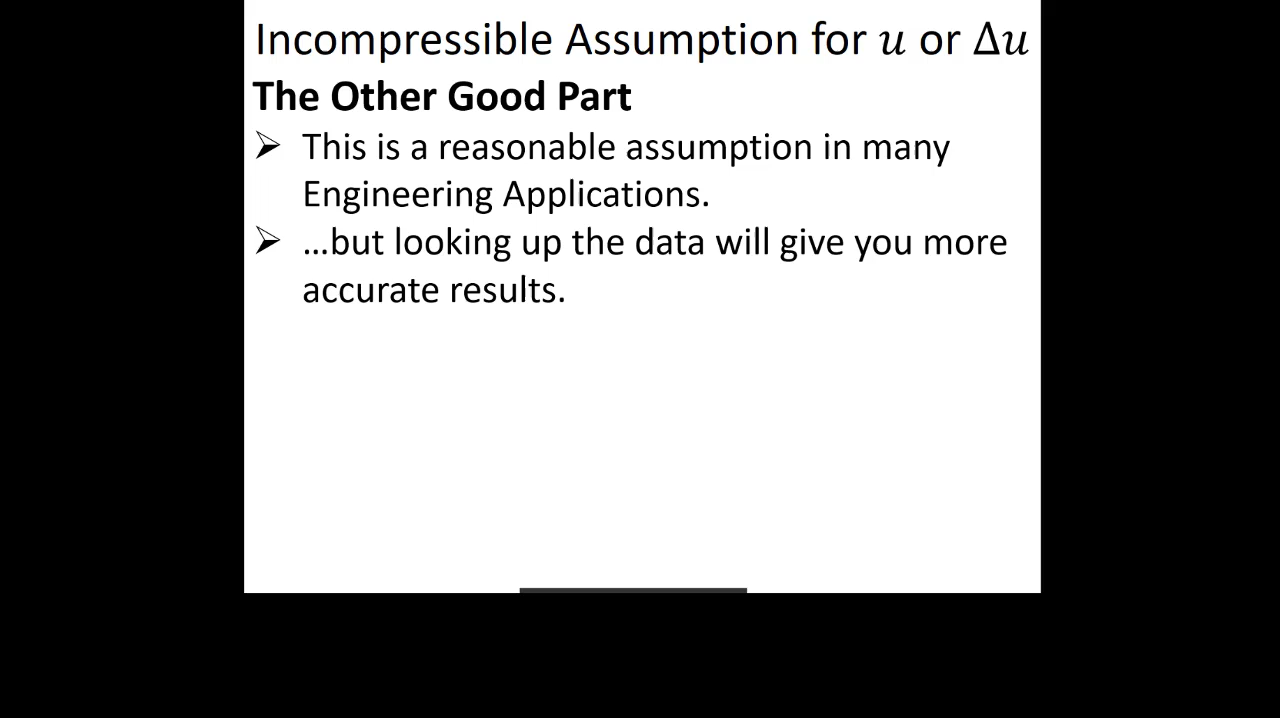 Incompressible Assumption for 𝑢 or Δ𝑢
The Other Good Part
➢ This is a reasonable assumption in many
Engineering Applications.
➢ …but looking up the data will give you more
accurate results.